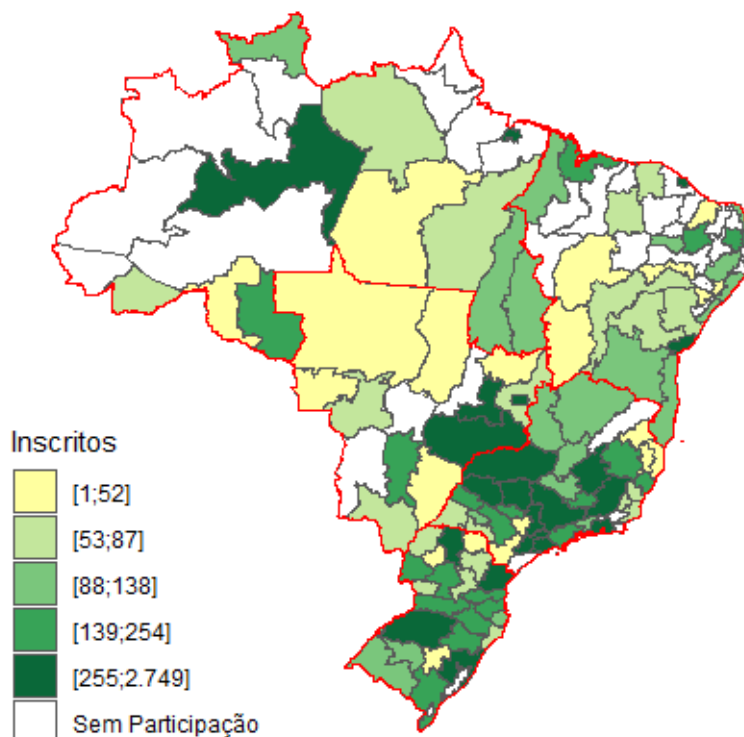 Inscritos
[1;52]
[53;87]
[88;138]
[139;254]
[255;2.749]
Sem Participação